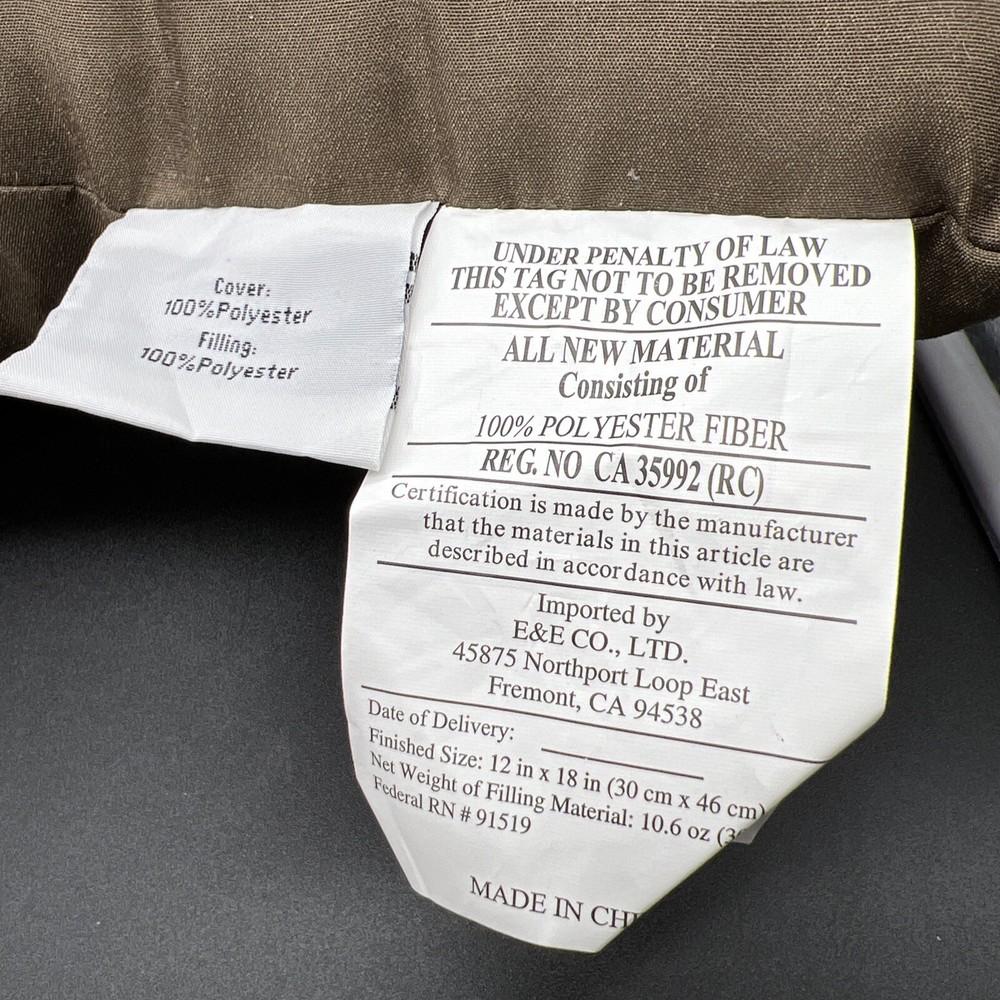 Cover:
100%Polyester
Filling:
100%Polyester
UNDER PENALTY OF LAW
THIS TAG NOT TO BE REMOVED
EXCEPT BY CONSUMER
ALL NEW MATERIAL
Consisting of
100% POLYESTER FIBER
REG. NO CA 35992 (RC)
Certification is made by the manufacturer
that the materials in this article are
described in accordance with law.
Imported by
E&E CO., LTD.
45875 Northport Loop East
Fremont, CA 94538
Date of Delivery:
Finished Size: 12 in x 18 in (30 cm x 46 cm)
Net Weight of Filling Material: 10.6 oz
Federal RN # 91519
MADE IN